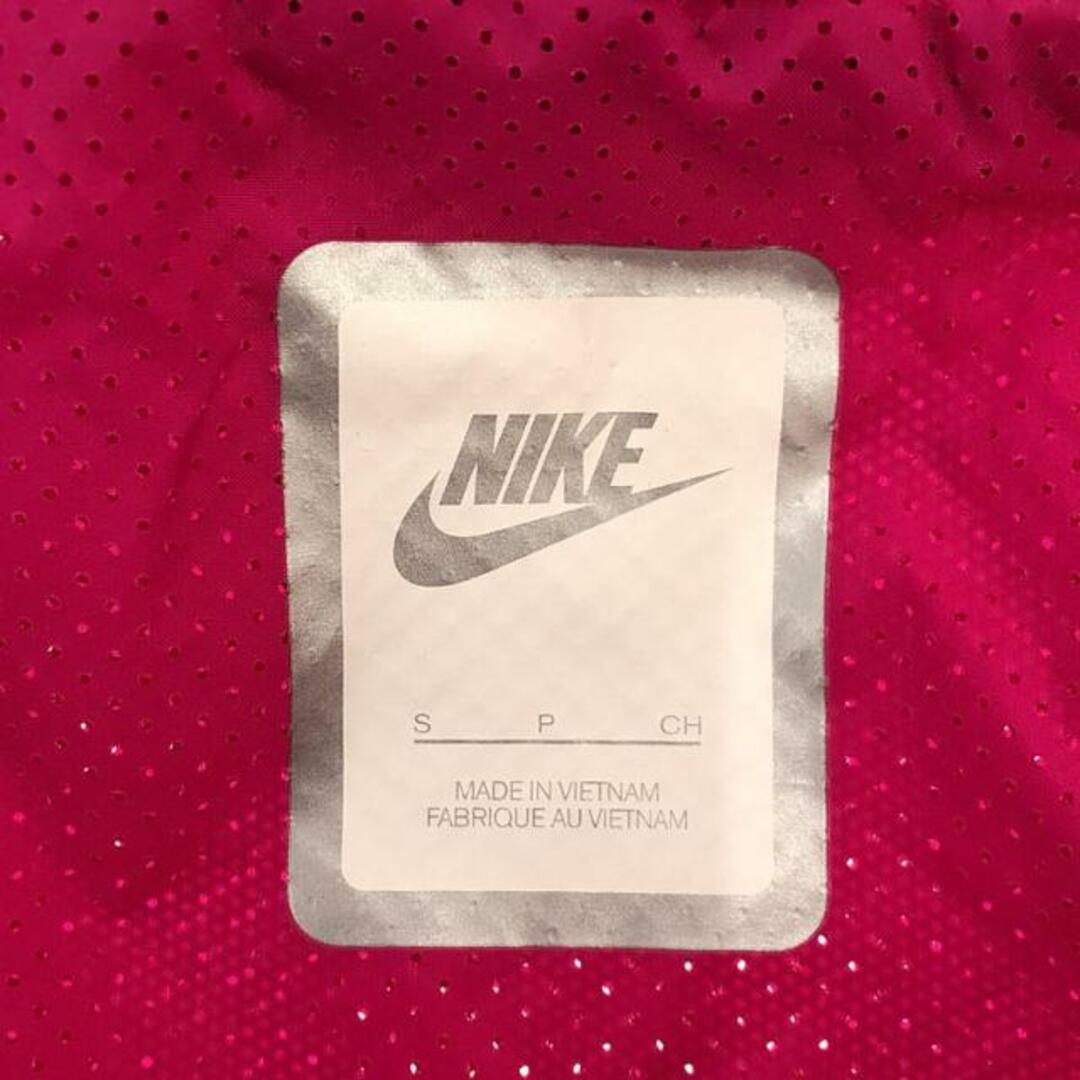 NIKE
S P CH
MADE IN VIETNAM
FABRIQUE AU VIETNAM